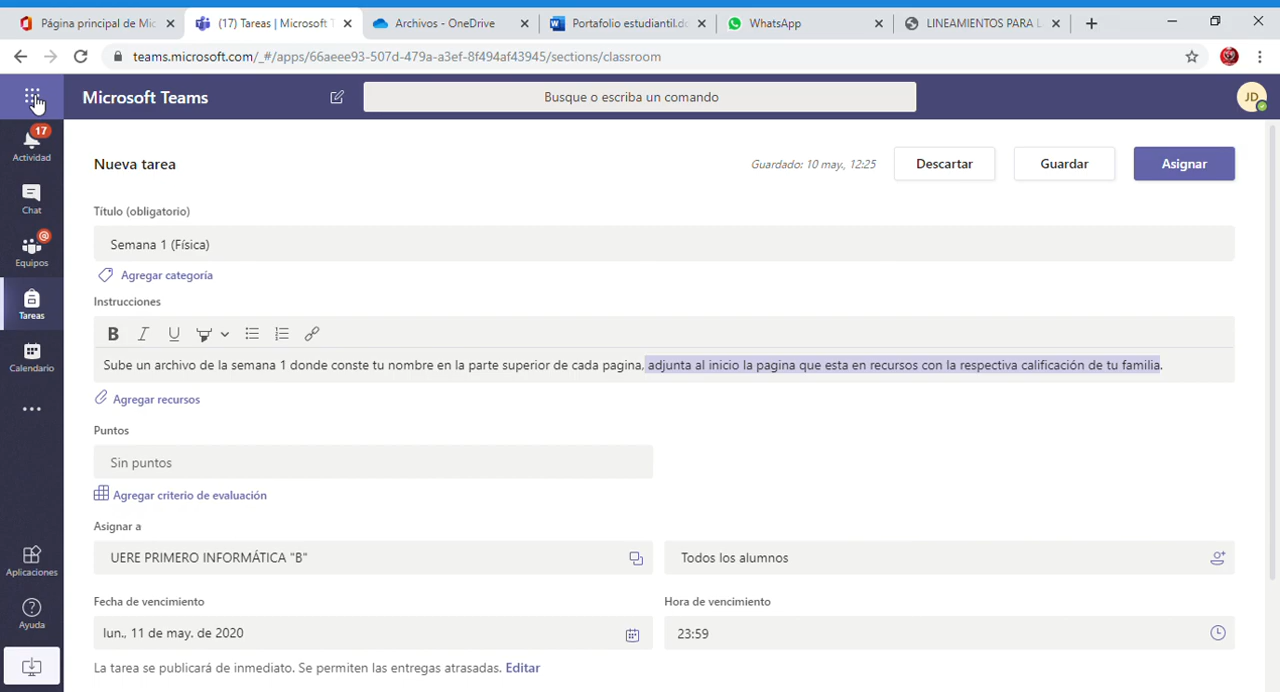 Página principal de Mic
(17) Tareas | Microsoft T
Archivos - OneDrive
Portafolio estudiantil.do
WhatsApp
LINEAMIENTOS PARA L
teams.microsoft.com/_#/apps/66aeee93-507d-479a-a3ef-8f494af43945/sections/classroom
Microsoft Teams
Busque o escriba un comando
JD
17
Actividad
Chat
@
Equipos
Tareas
Calendario
Aplicaciones
Ayuda
Nueva tarea
Guardado: 10 may., 12:25
Descartar
Guardar
Asignar
Título (obligatorio)
Semana 1 (Física)
Agregar categoría
Instrucciones
B I U
Sube un archivo de la semana 1 donde conste tu nombre en la parte superior de cada pagina, adjunta al inicio la pagina que esta en recursos con la respectiva calificación de tu familia.
Agregar recursos
Puntos
Sin puntos
Agregar criterio de evaluación
Asignar a
UERE PRIMERO INFORMÁTICA "B"
Todos los alumnos
Fecha de vencimiento
Hora de vencimiento
lun., 11 de may. de 2020
23:59
La tarea se publicará de inmediato. Se permiten las entregas atrasadas. Editar